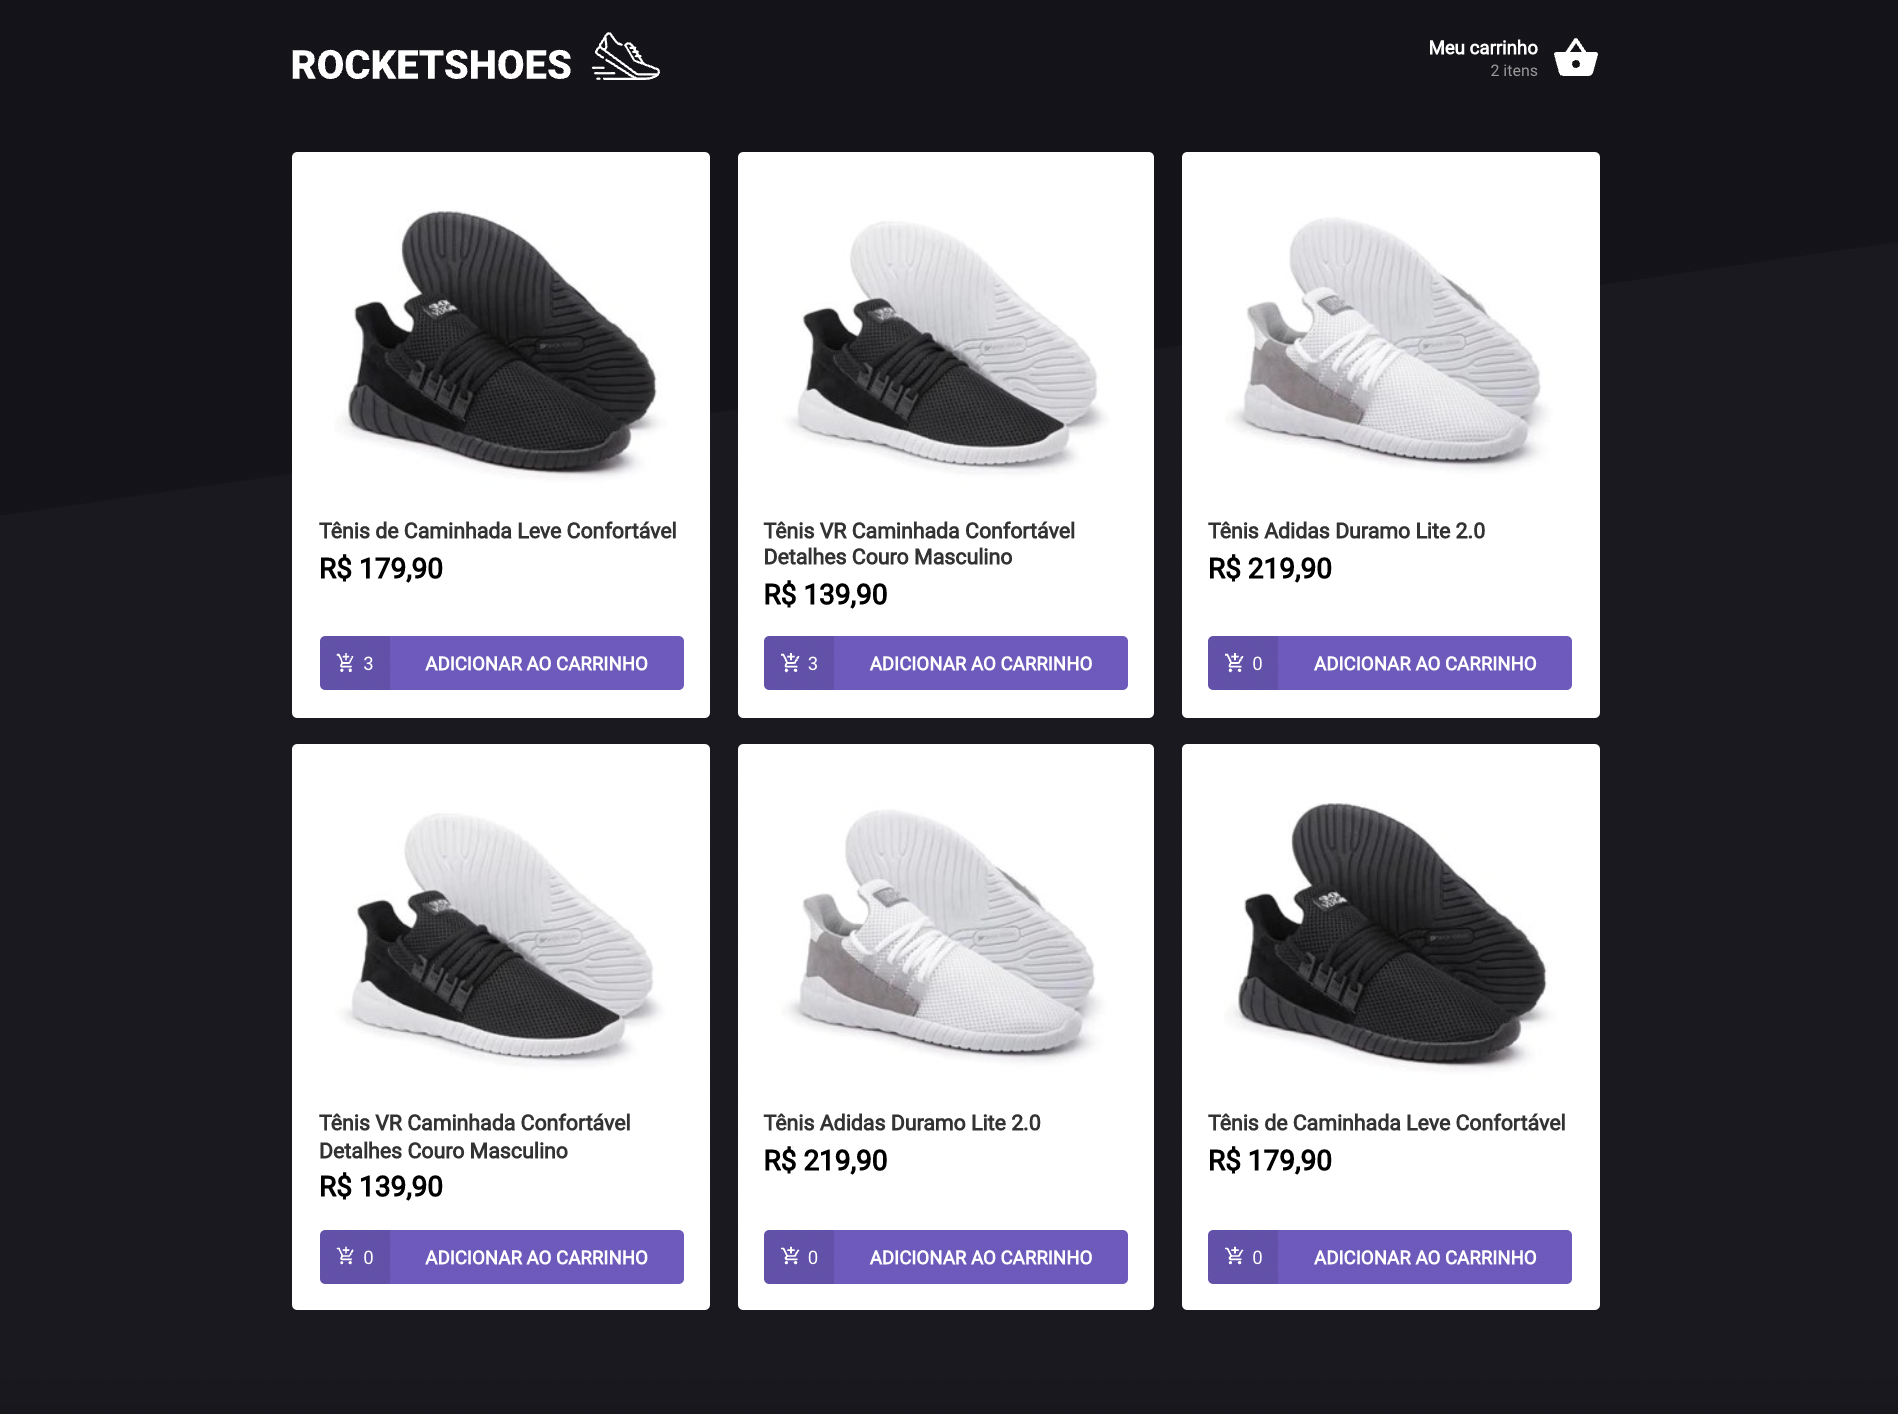 ROCKETSHOES
Meu carrinho
2 itens
Tênis de Caminhada Leve Confortável
R$ 179,90
3 ADICIONAR AO CARRINHO
Tênis VR Caminhada Confortável
Detalhes Couro Masculino
R$ 139,90
3 ADICIONAR AO CARRINHO
Tênis Adidas Duramo Lite 2.0
R$ 219,90
0 ADICIONAR AO CARRINHO
Tênis VR Caminhada Confortável
Detalhes Couro Masculino
R$ 139,90
0 ADICIONAR AO CARRINHO
Tênis Adidas Duramo Lite 2.0
R$ 219,90
0 ADICIONAR AO CARRINHO
Tênis de Caminhada Leve Confortável
R$ 179,90
0 ADICIONAR AO CARRINHO